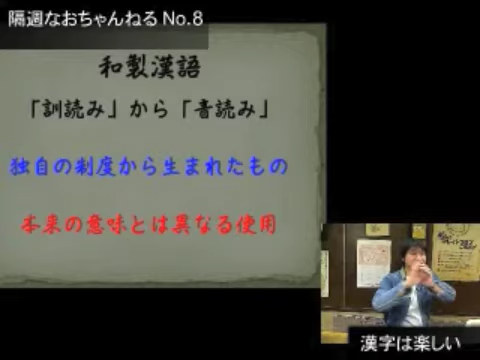 隔週なおちゃんねる No.8
和製漢語
「訓読み」から「音読み」
独自の制度から生まれたもの
本来の意味とは異なる使用
漢字は楽しい